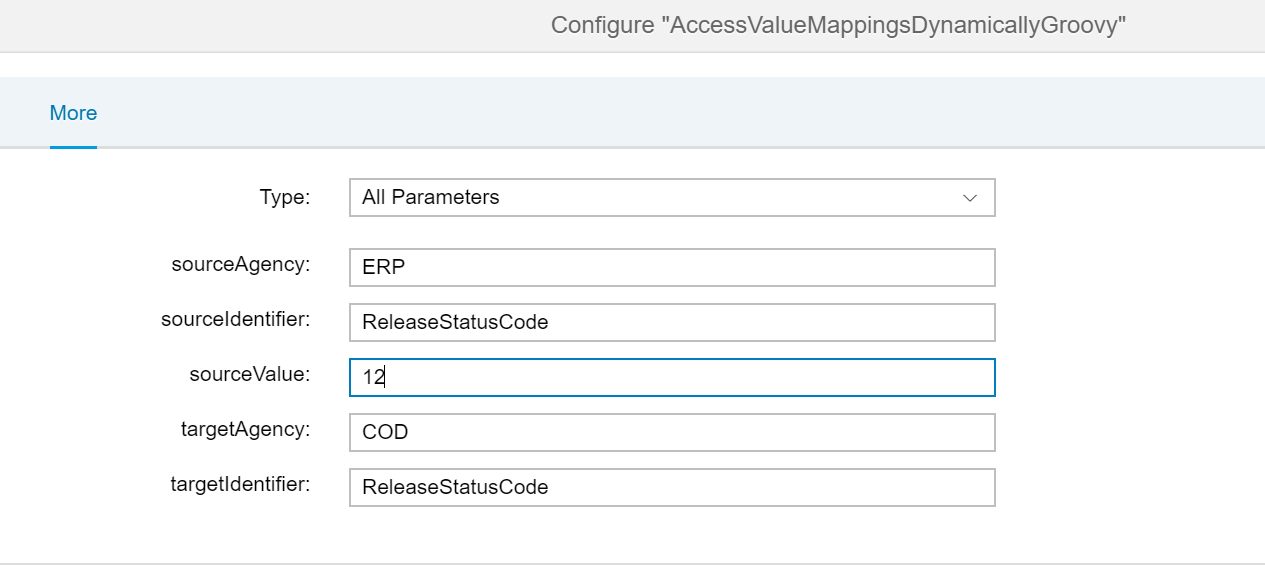 Configure "AccessValueMappingsDynamicallyGroovy"
More
Type: All Parameters
sourceAgency: ERP
sourceIdentifier: ReleaseStatusCode
sourceValue: 12
targetAgency: COD
targetIdentifier: ReleaseStatusCode